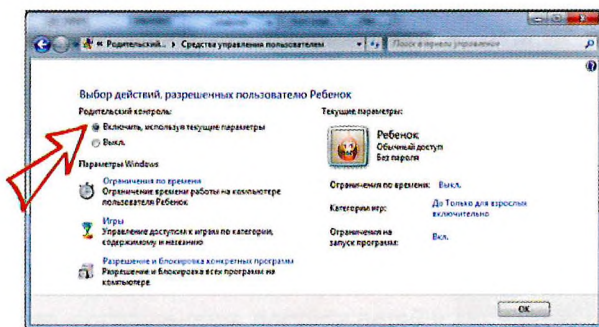 « Родительский... ▸ Средства управления пользователем
Поиск в панели управления
Выбор действий, разрешенных пользователю Ребенок
Родительский контроль:
Включить, используя текущие параметры
Выкл.
Параметры Windows
Ограничения по времени
Ограничение времени работы на компьютере
пользователя Ребенок
Игры
Управление доступом к играм по категории,
содержимому и названию
Разрешение и блокировка конкретных программ
Разрешение и блокировка всех программ на
компьютере
Текущие параметры:
Ребенок
Обычный доступ
Без пароля
Ограничения по времени: Выкл.
Категории игр: До Только для взрослых
включительно
Ограничения на
запуск программ: Вкл.
OK